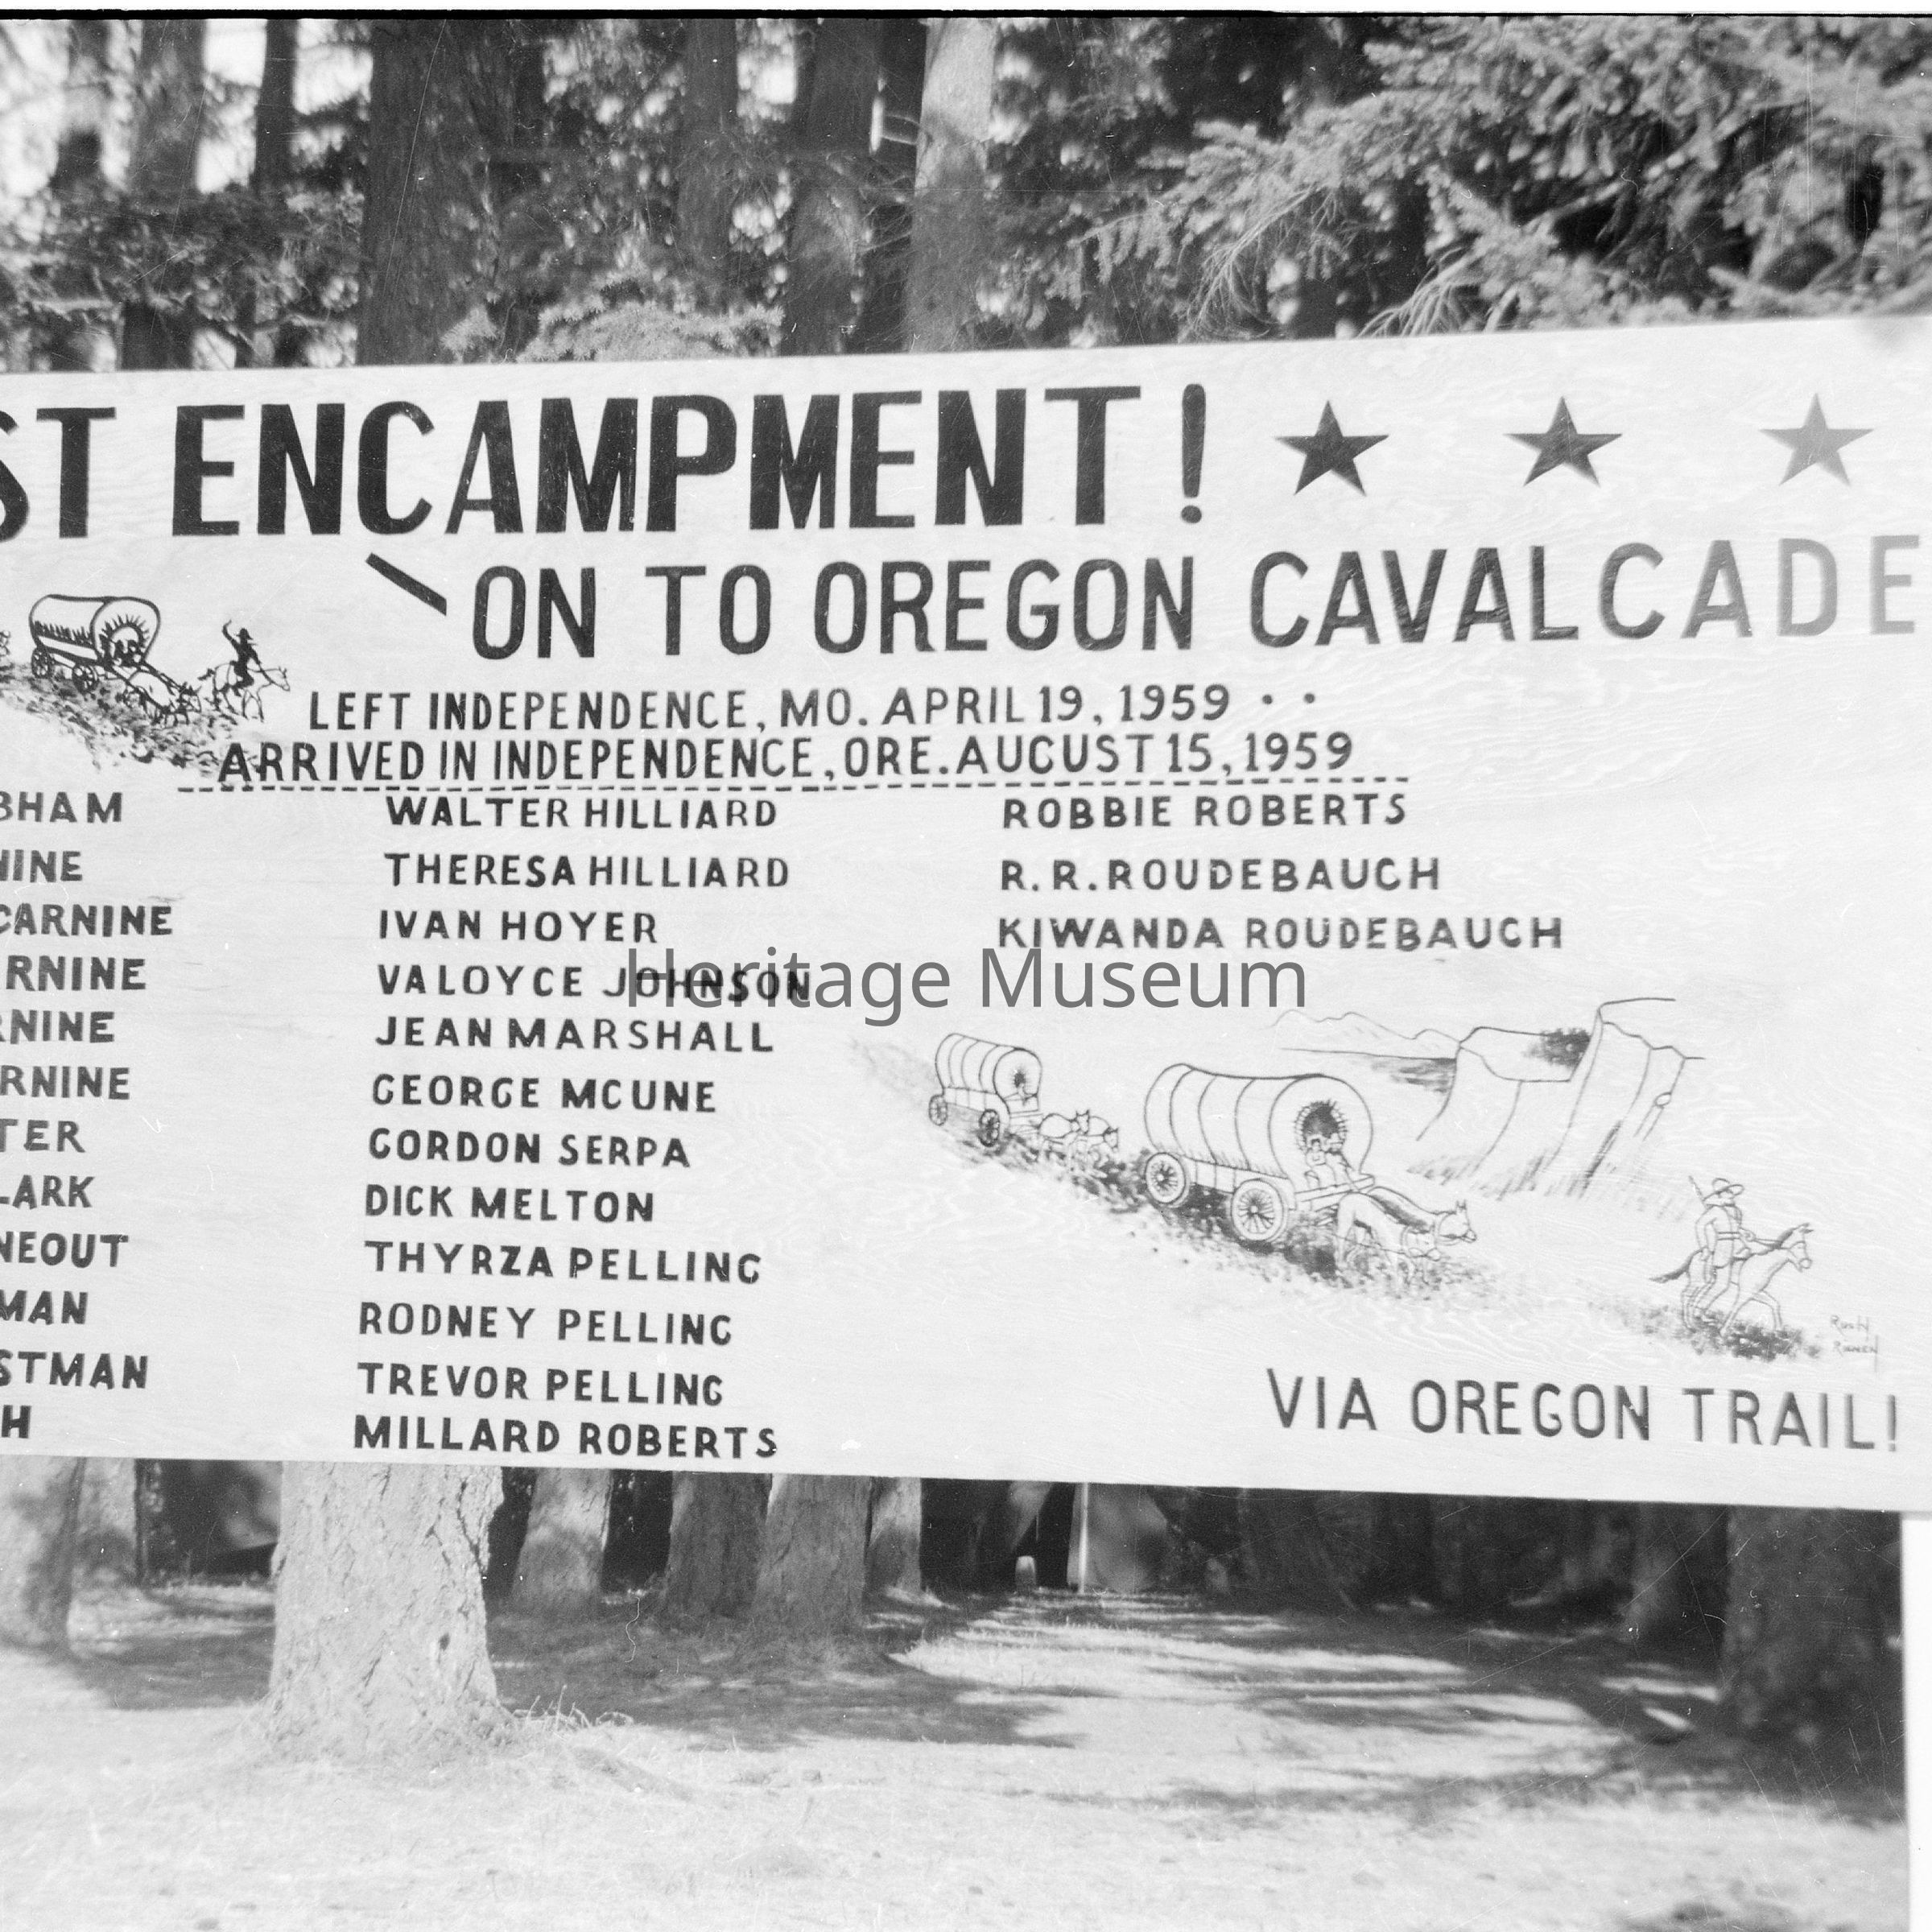 ST ENCAMPMENT!
ON TO OREGON CAVALCADE
LEFT INDEPENDENCE, MO. APRIL 19, 1959 · ·
ARRIVED IN INDEPENDENCE, ORE. AUGUST 15, 1959
BHAM
NINE
CARNINE
RNINE
RNINE
RNINE
TER
LARK
NEOUT
MAN
STMAN
H
WALTER HILLIARD
THERESA HILLIARD
IVAN HOYER
VALOYCE JOHNSON
JEAN MARSHALL
GEORGE MCUNE
GORDON SERPA
DICK MELTON
THYRZA PELLING
RODNEY PELLING
TREVOR PELLING
MILLARD ROBERTS
ROBBIE ROBERTS
R. R. ROUDEBAUGH
KIWANDA ROUDEBAUGH
Heritage Museum
VIA OREGON TRAIL!